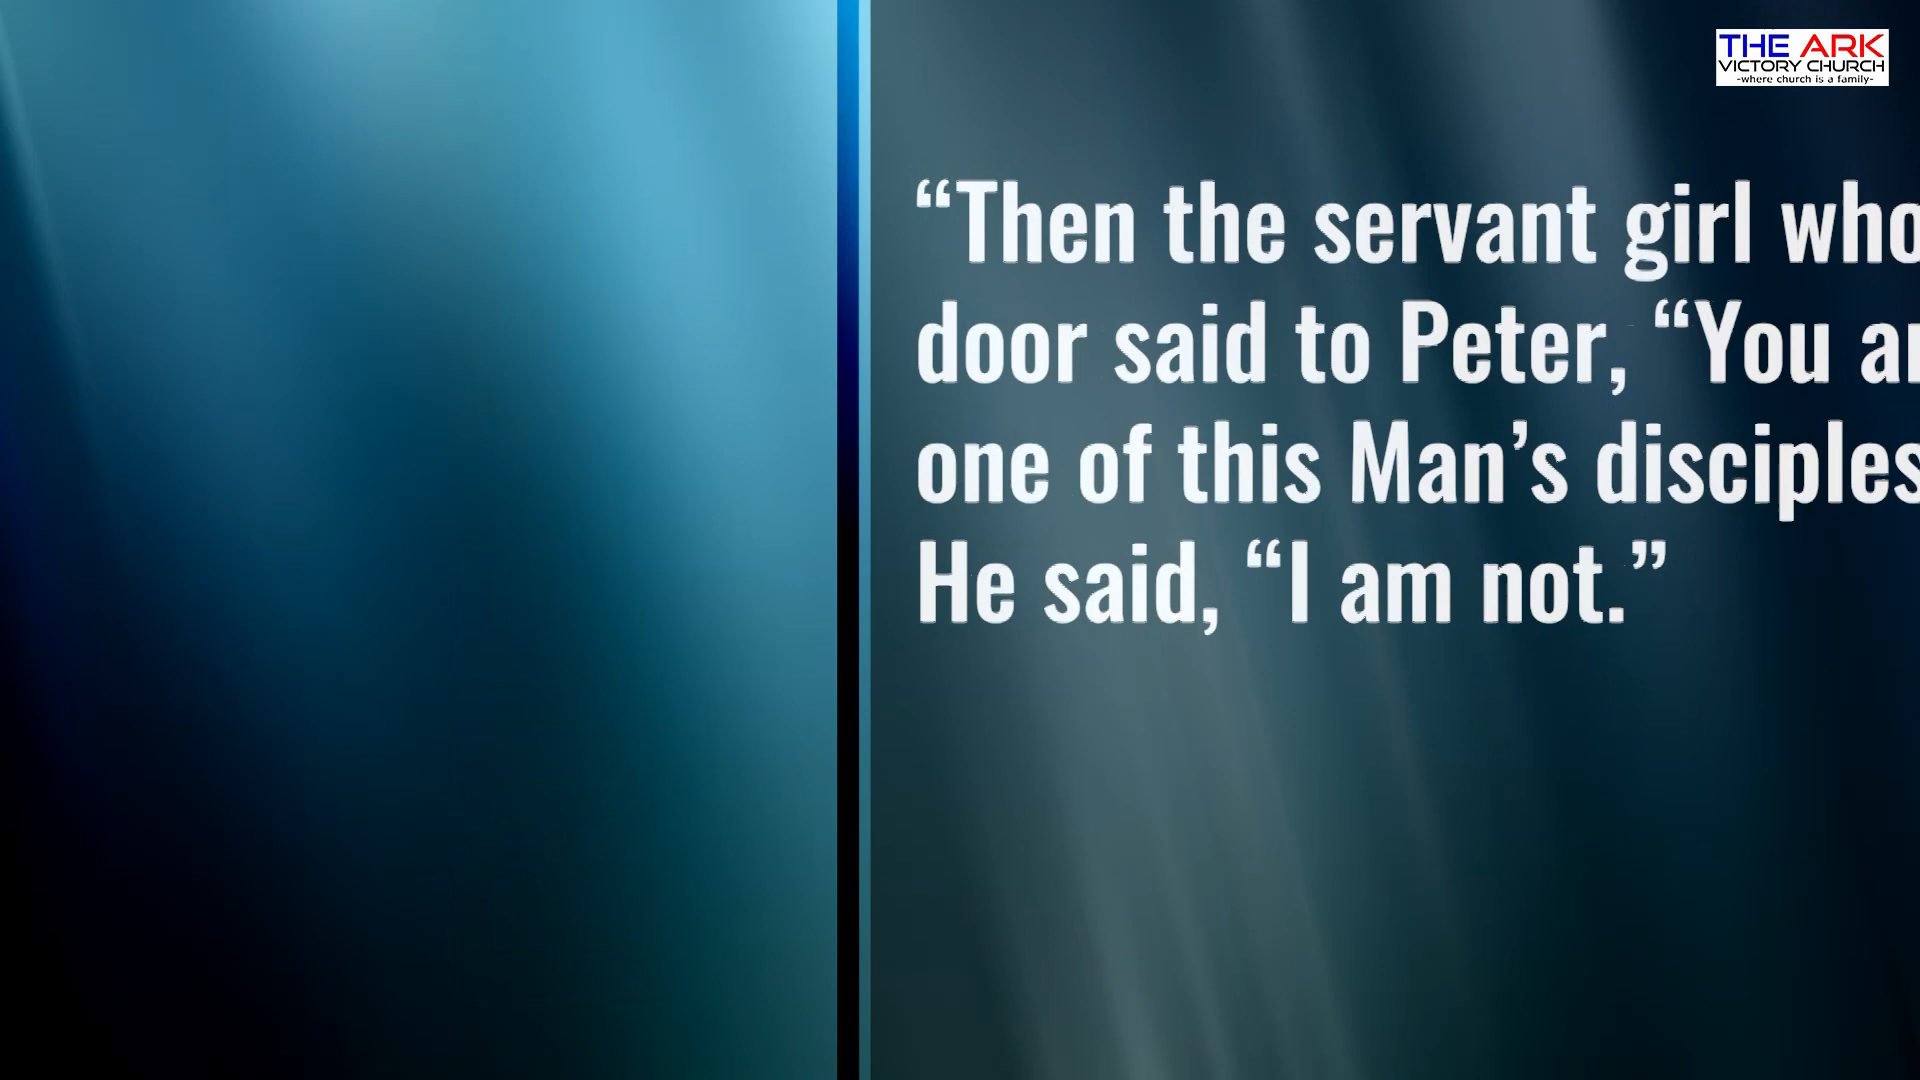 THE ARK
VICTORY CHURCH
-where church is a family-
“Then the servant girl who
door said to Peter, “You
one of this Man’s disciples
He said, “I am not.”